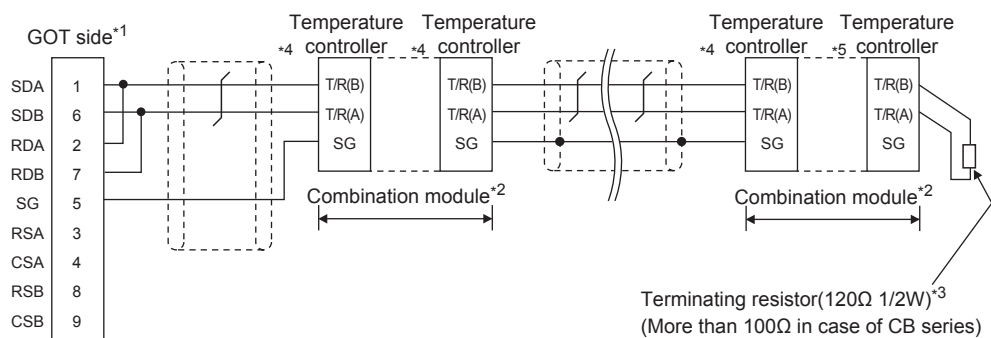 GOT side*1
SDA 1
SDB 6
RDA 2
RDB 7
SG 5
RSA 3
CSA 4
RSB 8
CSB 9
*4 Temperature controller
T/R(B)
T/R(A)
SG
*4 Temperature controller
T/R(B)
T/R(A)
SG
Combination module*2
*4 Temperature controller
T/R(B)
T/R(A)
SG
*5 Temperature controller
T/R(B)
T/R(A)
SG
Combination module*2
Terminating resistor(120Ω 1/2W)*3
(More than 100Ω in case of CB series)